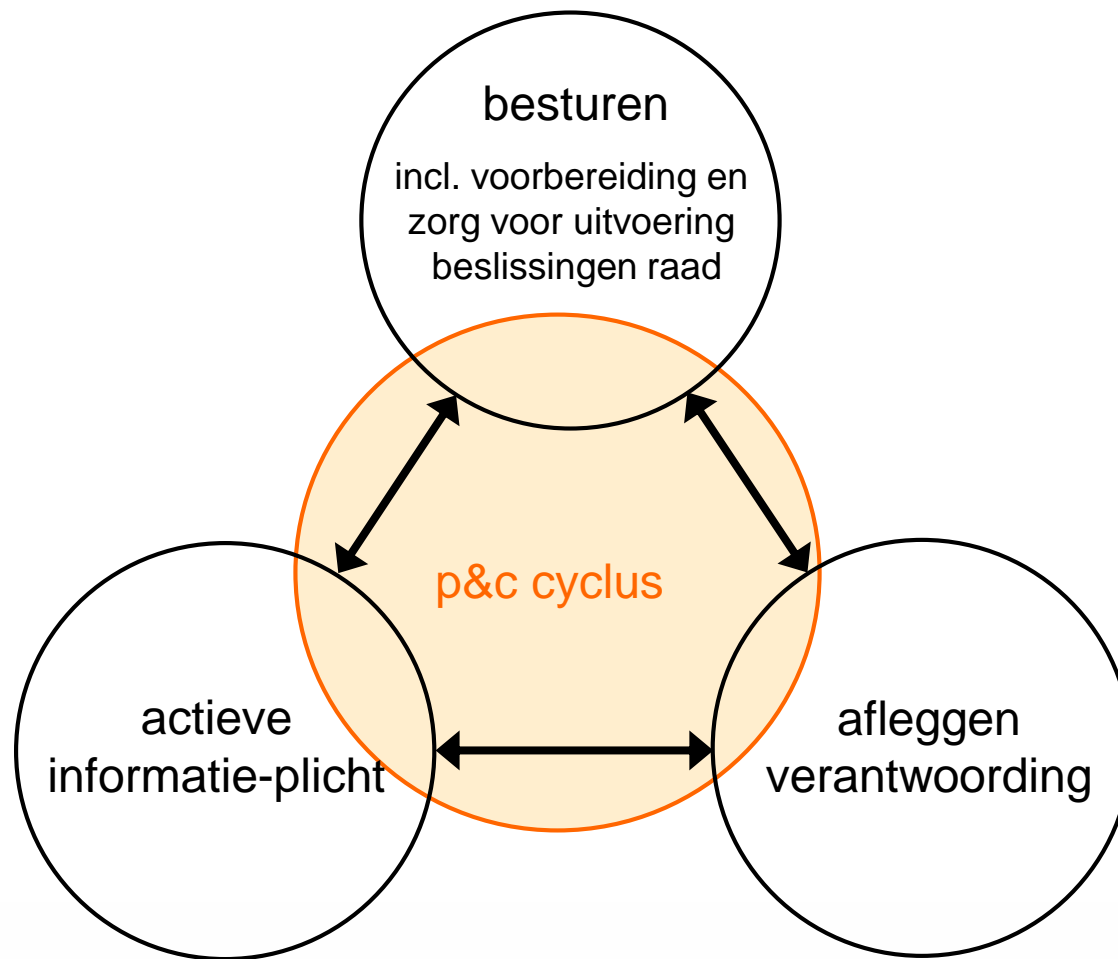 besturen
incl. voorbereiding en
zorg voor uitvoering
beslissingen raad
p&c cyclus
actieve
informatie-plicht
afleggen
verantwoording